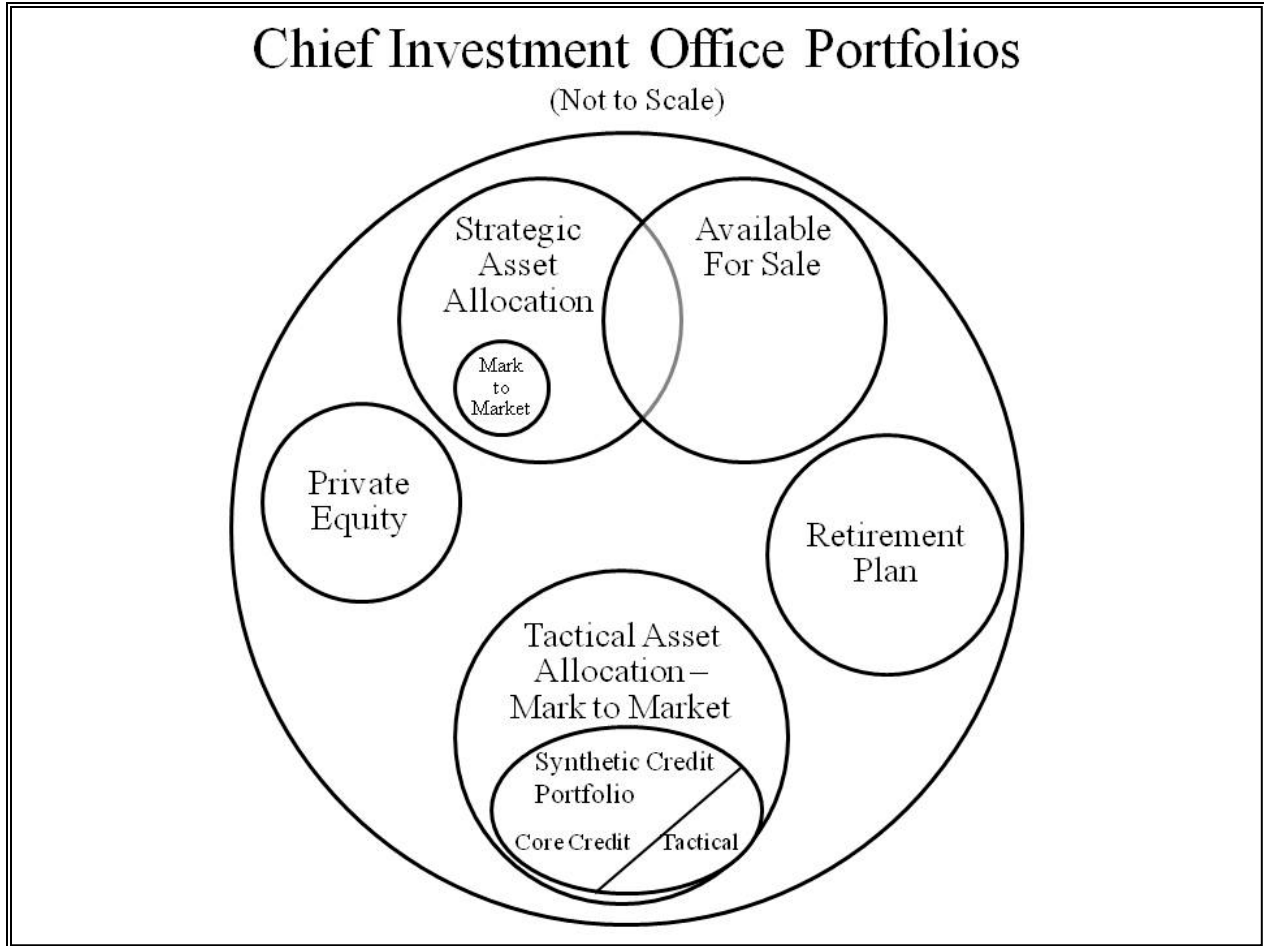 Chief Investment Office Portfolios
(Not to Scale)
Strategic
Asset
Allocation
Available
For Sale
Mark
to
Market
Private
Equity
Retirement
Plan
Tactical Asset
Allocation –
Mark to Market
Synthetic Credit
Portfolio
Core Credit
Tactical